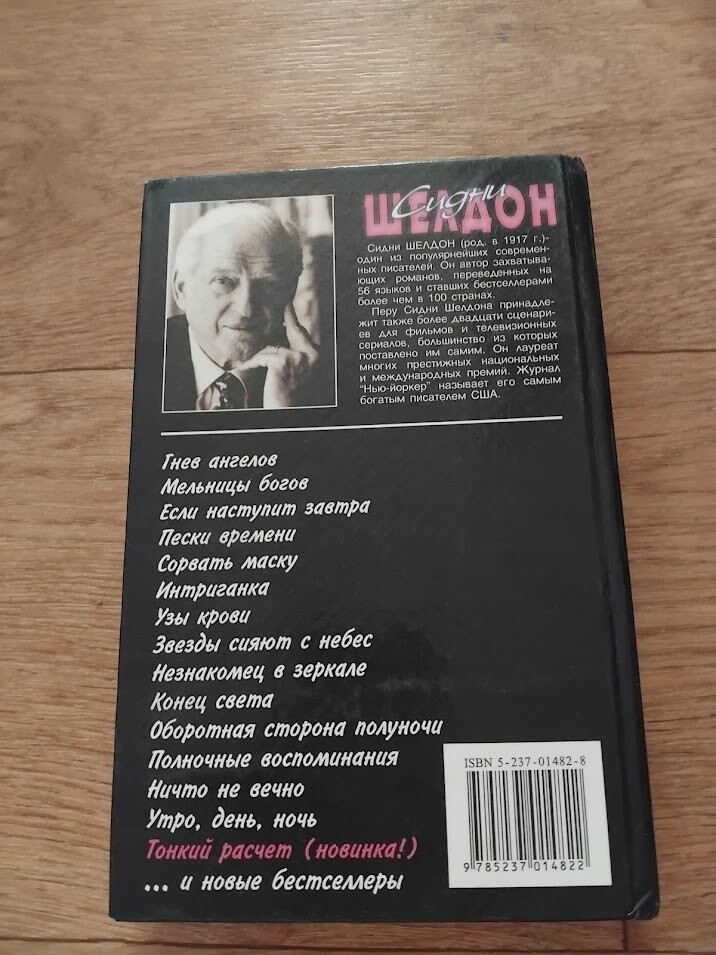 Сидни
ШЕЛДОН
Сидни ШЕЛДОН (род. в 1917 г.)-
один из популярнейших современ-
ных писателей. Он автор захватыва-
ющих романов, переведенных на
56 языков и ставших бестселлерами
более чем в 100 странах.
Перу Сидни Шелдона принадле-
жит также более двадцати сценари-
ев для фильмов и телевизионных
сериалов, большинство из которых
поставлено им самим. Он лауреат
многих престижных национальных
и международных премий. Журнал
"Нью-йоркер" называет его самым
богатым писателем США.
Гнев ангелов
Мельницы богов
Если наступит завтра
Пески времени
Сорвать маску
Интриганка
Узы крови
Звезды сияют с небес
Незнакомец в зеркале
Конец света
Оборотная сторона полуночи
Полночные воспоминания
Ничто не вечно
Утро, день, ночь
Тонкий расчет (новинка!)
... и новые бестселлеры
ISBN 5-237-01482-8
9 785237 014822